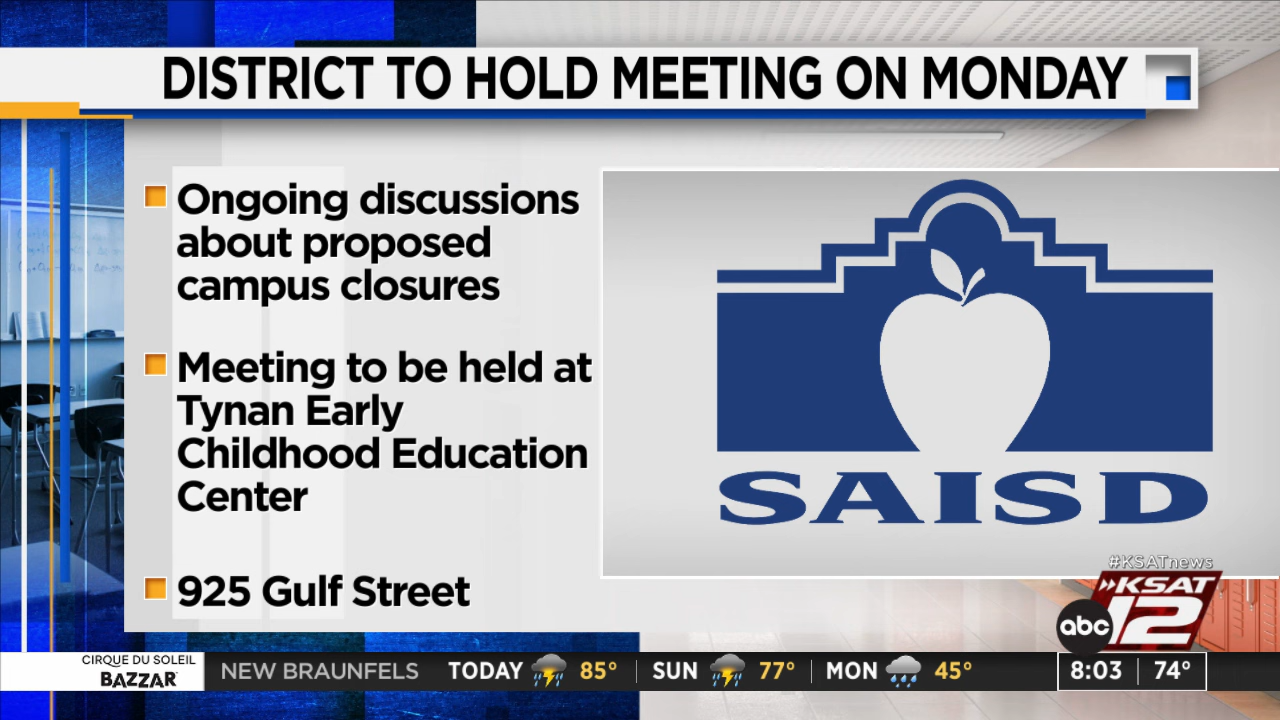 DISTRICT TO HOLD MEETING ON MONDAY
Ongoing discussions
about proposed
campus closures
Meeting to be held at
Tynan Early
Childhood Education
Center
925 Gulf Street
SAISD
#KSATnews
KSAT
abc 12
CIRQUE DU SOLEIL
BAZZAR
NEW BRAUNFELS TODAY 85° SUN 77° MON 45°
8:03 74°